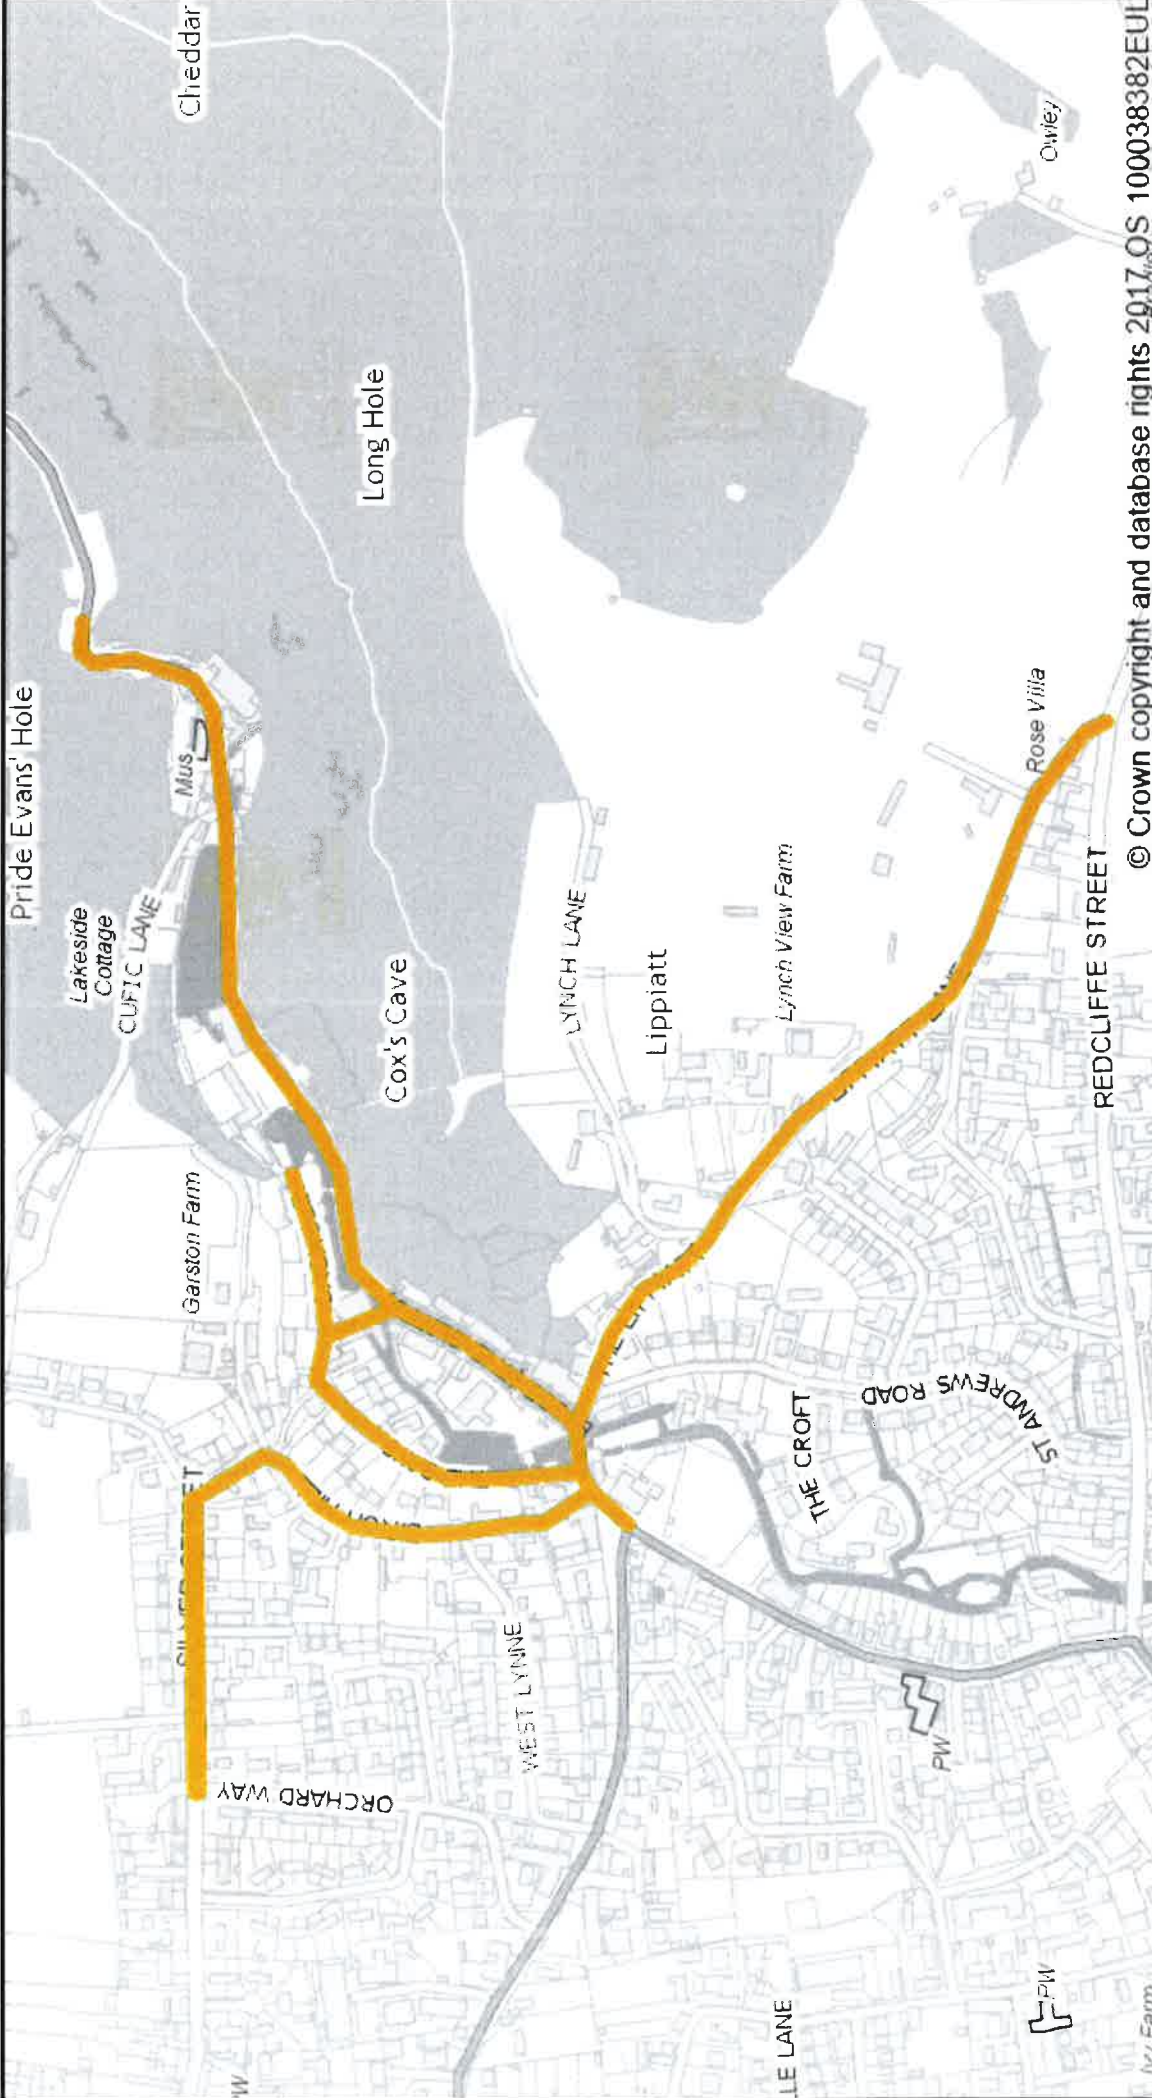 Cheddar
Pride Evans' Hole
Long Hole
Owley
Mus
Lakeside
Cottage
CUFIC LANE
Cox's Cave
LYNCH LANE
Lippiatt
Lynch View Farm
Rose Villa
Garston Farm
REDCLIFFE STREET
THE CROFT
ST ANDREWS ROAD
WEST LYNNE
ORCHARD WAY
PW
PW
LLE LANE
© Crown copyright and database rights 2017 OS 100038382EUL